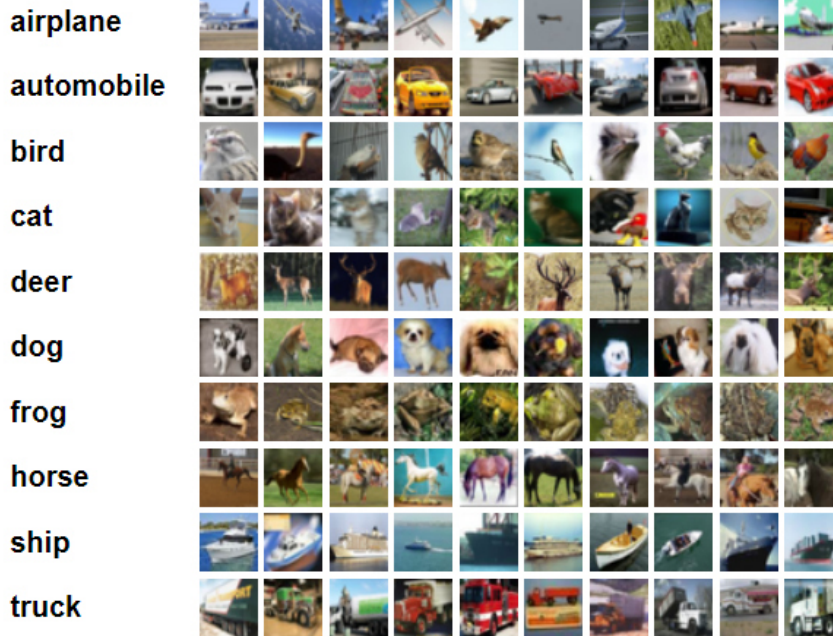 airplane
automobile
bird
cat
deer
dog
frog
horse
ship
truck